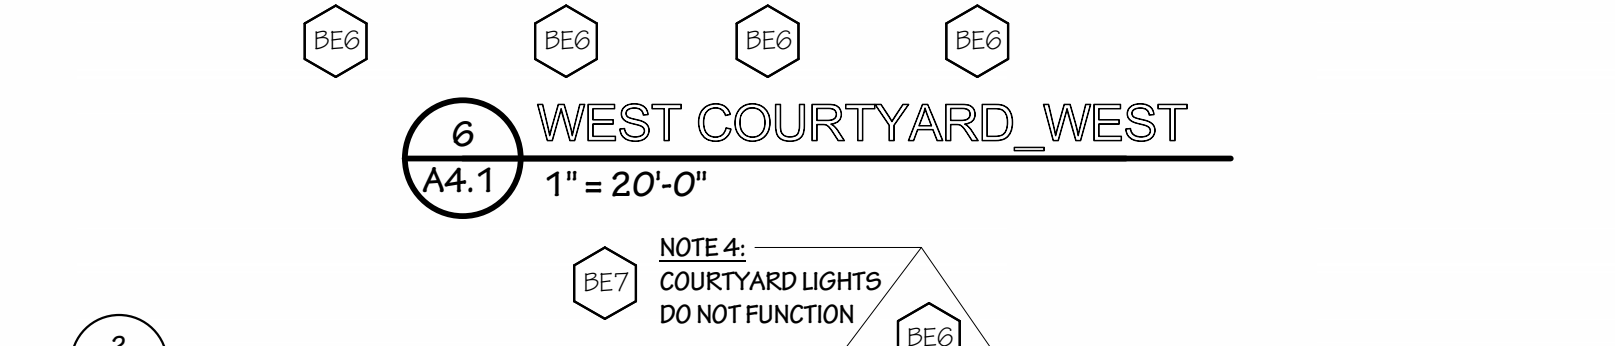 BE6 BE6 BE6 BE6
6
WEST COURTYARD_WEST
A4.1
1" = 20'-0"
NOTE 4:
BE7
COURTYARD LIGHTS
DO NOT FUNCTION
BE6